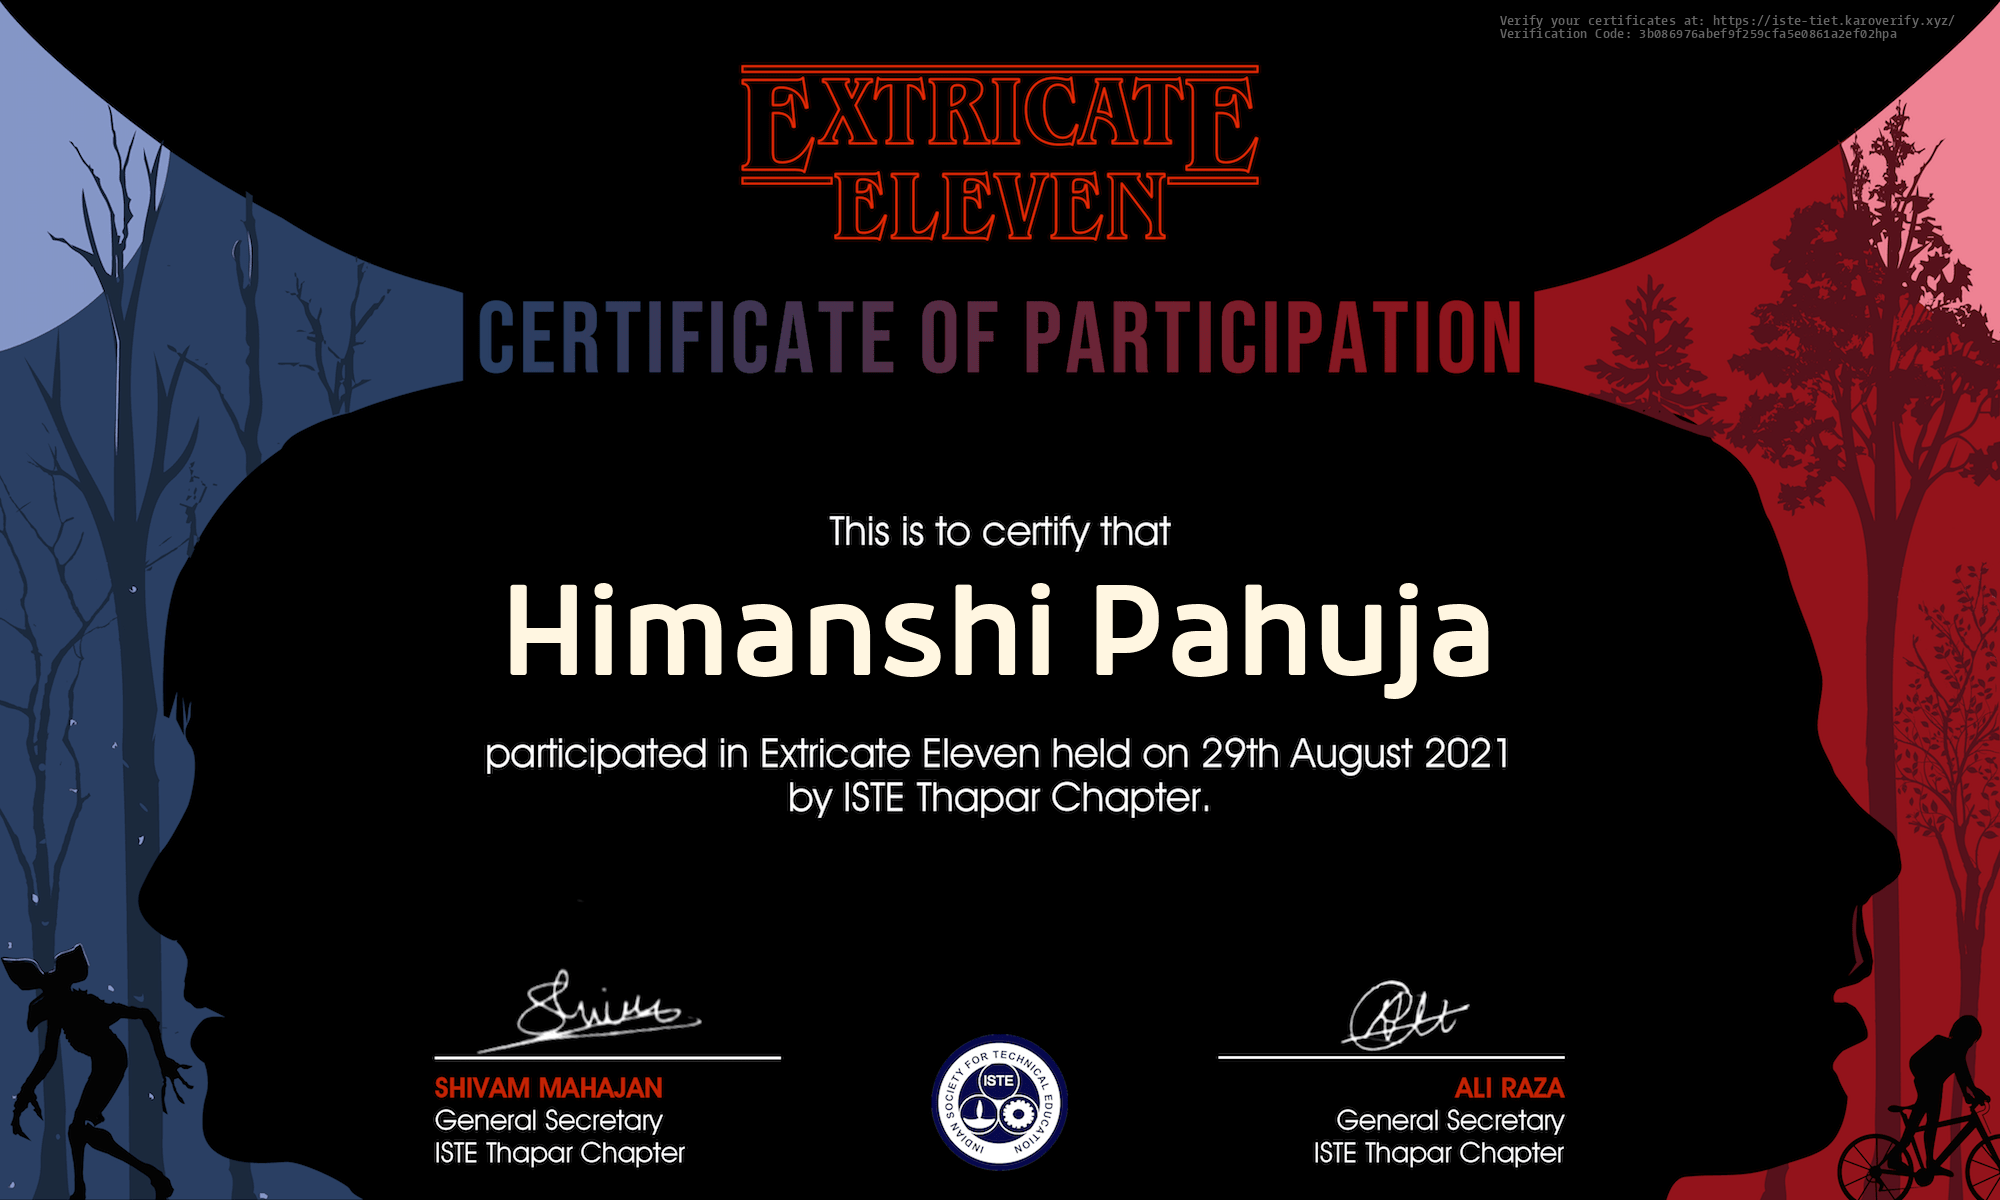 Verify your certificates at: https://iste-tiet.karoverify.xyz/
Verification Code: 3b086976abef9f259cfa5e0861a2ef02hpa
EXTRICATE
ELEVEN
CERTIFICATE OF PARTICIPATION
This is to certify that
Himanshi Pahuja
participated in Extricate Eleven held on 29th August 2021
by ISTE Thapar Chapter.
SHIVAM MAHAJAN
General Secretary
ISTE Thapar Chapter
INDIAN SOCIETY FOR TECHNICAL EDUCATION
ISTE
ALI RAZA
General Secretary
ISTE Thapar Chapter